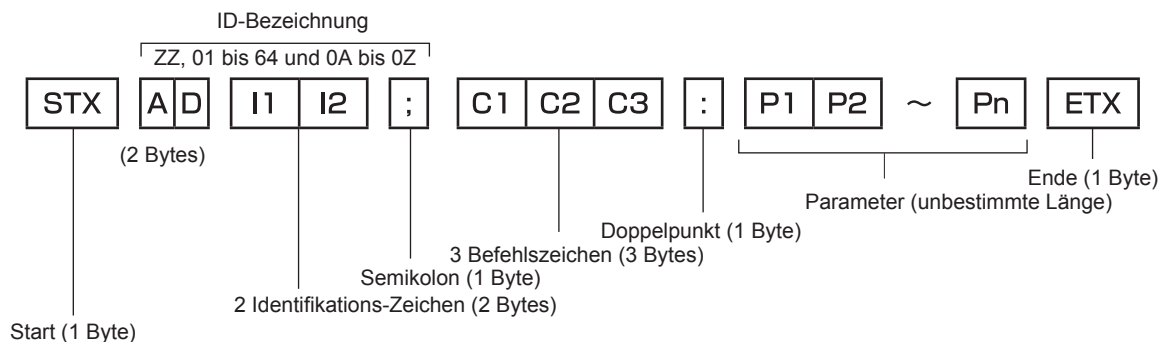 ID-Bezeichnung
ZZ, 01 bis 64 und 0A bis 0Z
STX A D I1 I2 ; C1 C2 C3 : P1 P2 ～ Pn ETX
(2 Bytes)
Ende (1 Byte)
Parameter (unbestimmte Länge)
Doppelpunkt (1 Byte)
3 Befehlszeichen (3 Bytes)
Semikolon (1 Byte)
2 Identifikations-Zeichen (2 Bytes)
Start (1 Byte)